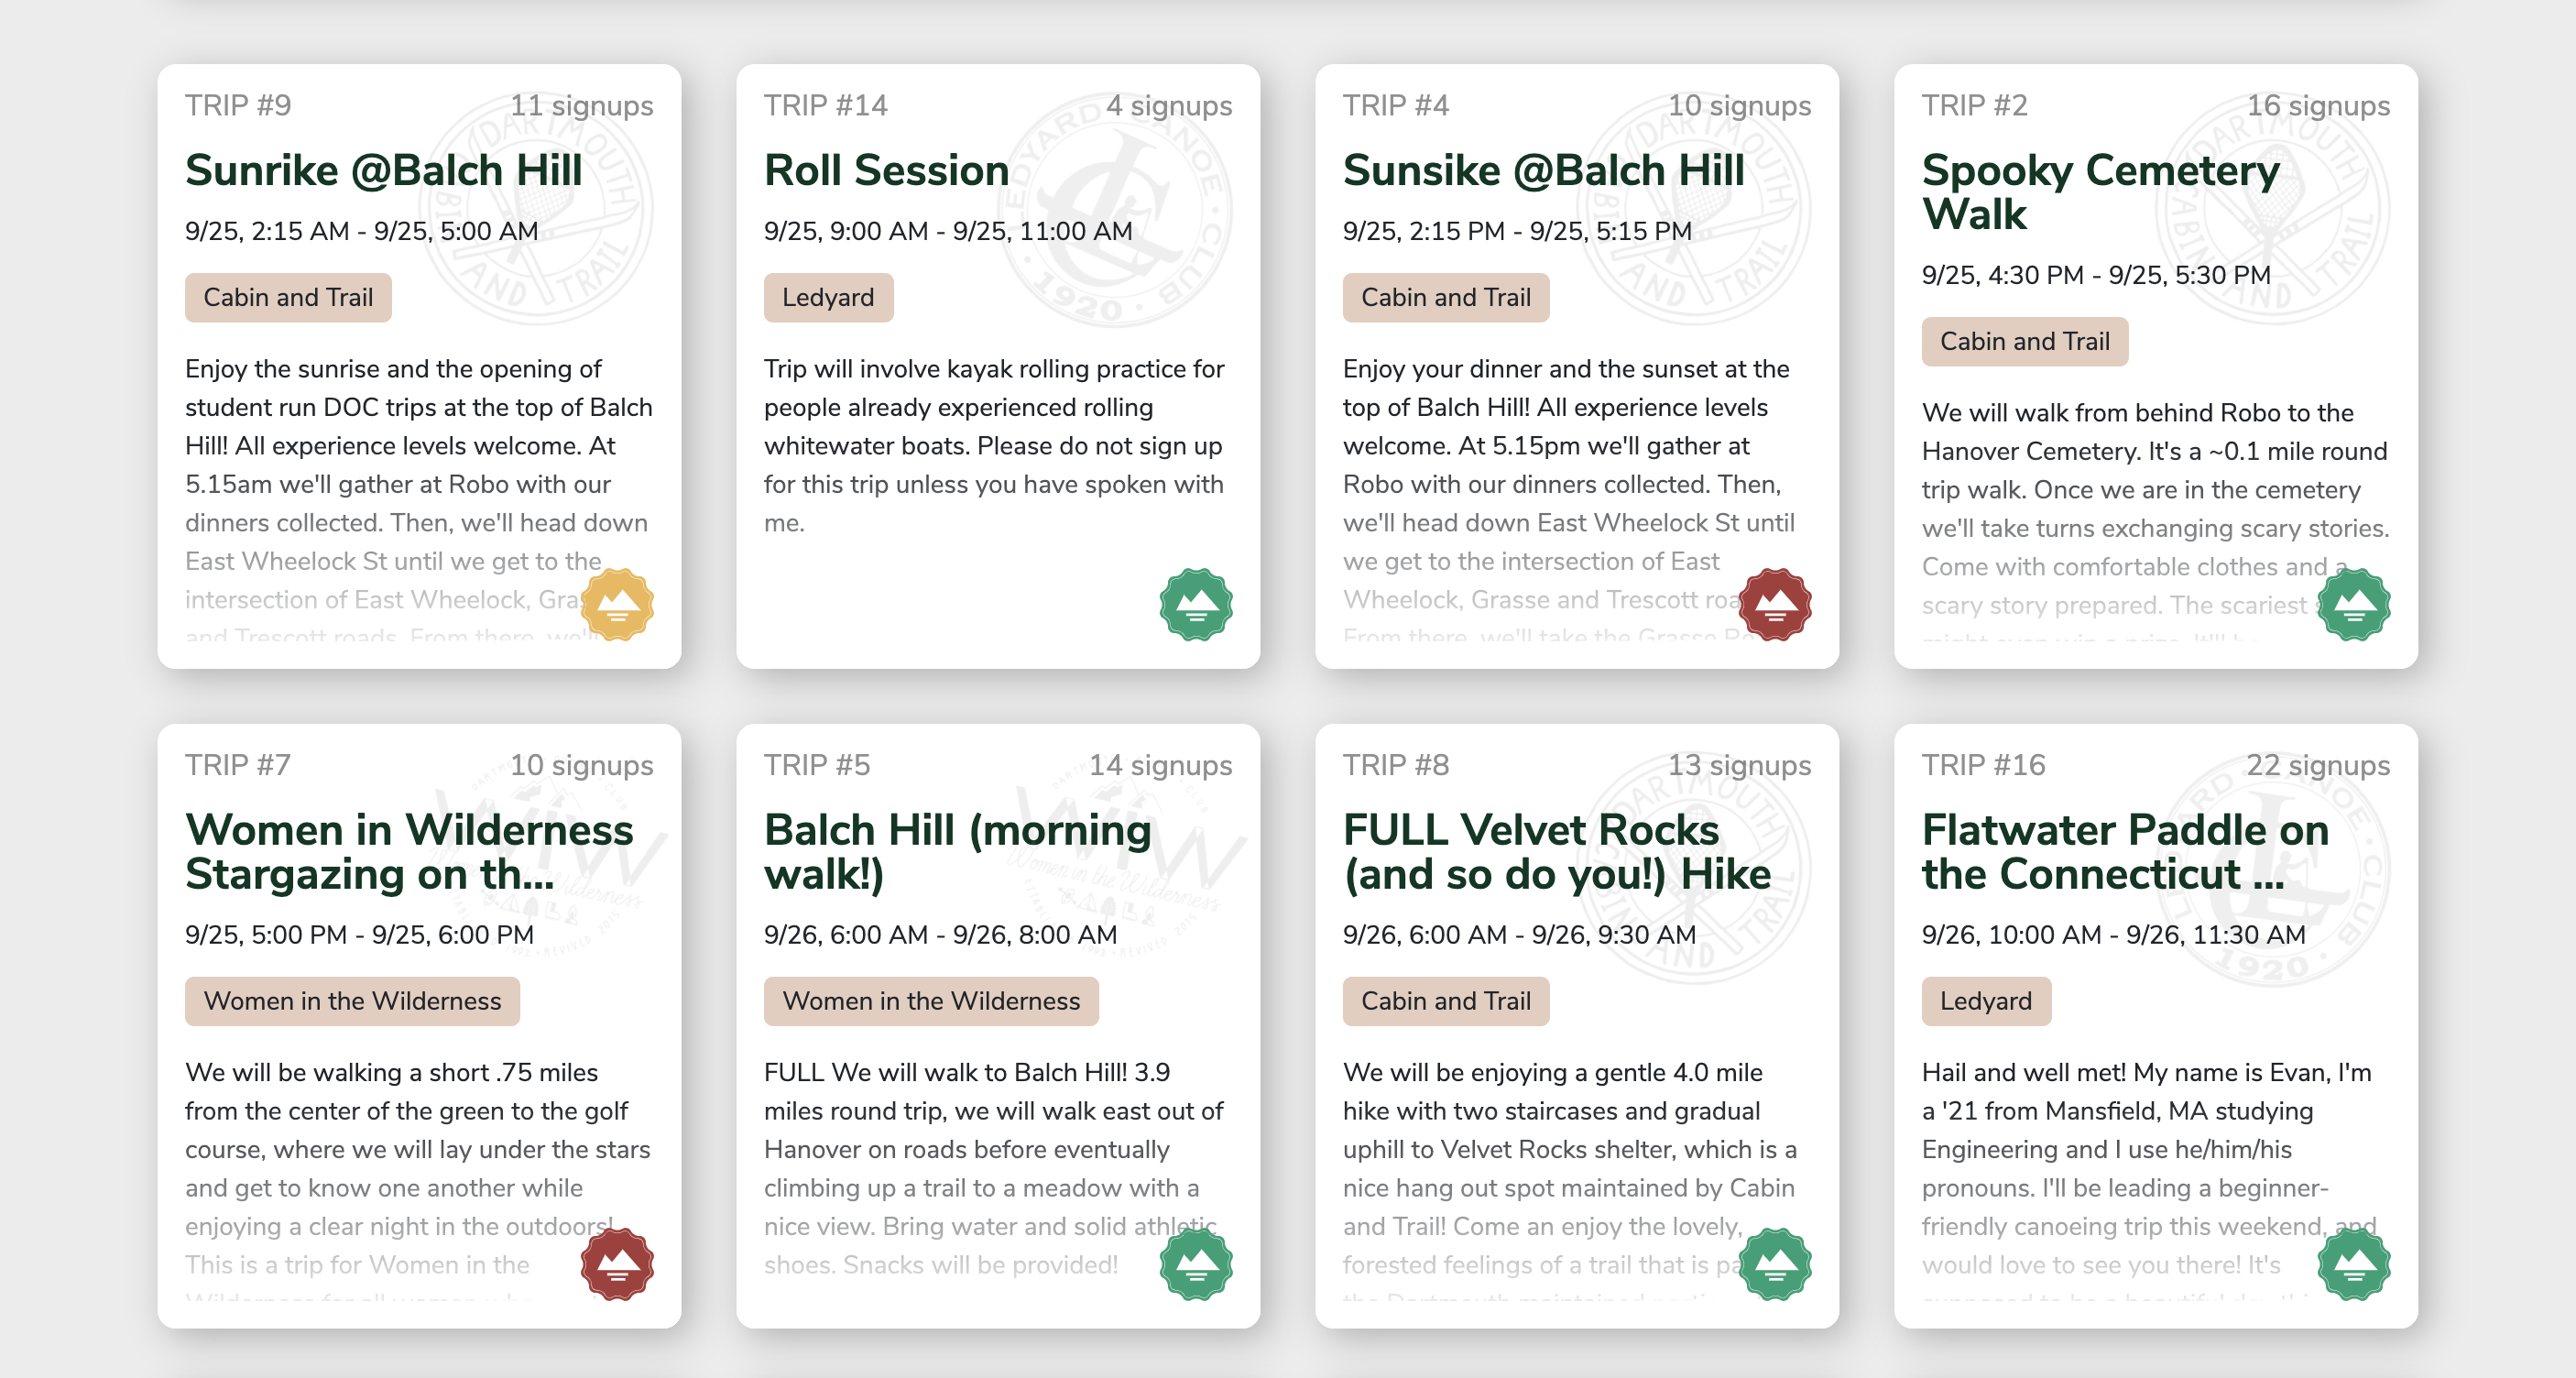 TRIP #9
11 signups
Sunrike @Balch Hill
9/25, 2:15 AM - 9/25, 5:00 AM
Cabin and Trail
Enjoy the sunrise and the opening of
student run DOC trips at the top of Balch
Hill! All experience levels welcome. At
5.15am we'll gather at Robo with our
dinners collected. Then, we'll head down
East Wheelock St until we get to the
intersection of East Wheelock,
and Trescott roads. From there, we'll
TRIP #14
4 signups
Roll Session
9/25, 9:00 AM - 9/25, 11:00 AM
Ledyard
Trip will involve kayak rolling practice for
people already experienced rolling
whitewater boats. Please do not sign up
for this trip unless you have spoken with
me.
TRIP #4
10 signups
Sunsike @Balch Hill
9/25, 2:15 PM - 9/25, 5:15 PM
Cabin and Trail
Enjoy your dinner and the sunset at the
top of Balch Hill! All experience levels
welcome. At 5.15pm we'll gather at
Robo with our dinners collected. Then,
we'll head down East Wheelock St until
we get to the intersection of East
Wheelock, Grasse and Trescott
From there, we'll take the Grasse
TRIP #2
16 signups
Spooky Cemetery
Walk
9/25, 4:30 PM - 9/25, 5:30 PM
Cabin and Trail
We will walk from behind Robo to the
Hanover Cemetery. It's a ~0.1 mile round
trip walk. Once we are in the cemetery
we'll take turns exchanging scary stories.
Come with comfortable clothes and a
scary story prepared. The scariest
TRIP #7
10 signups
Women in Wilderness
Stargazing on th...
9/25, 5:00 PM - 9/25, 6:00 PM
Women in the Wilderness
We will be walking a short .75 miles
from the center of the green to the golf
course, where we will lay under the stars
and get to know one another while
enjoying a clear night in the outdoors!
This is a trip for Women in the
TRIP #5
14 signups
Balch Hill (morning
walk!)
9/26, 6:00 AM - 9/26, 8:00 AM
Women in the Wilderness
FULL We will walk to Balch Hill! 3.9
miles round trip, we will walk east out of
Hanover on roads before eventually
climbing up a trail to a meadow with a
nice view. Bring water and solid athletic
shoes. Snacks will be provided!
TRIP #8
13 signups
FULL Velvet Rocks
(and so do you!) Hike
9/26, 6:00 AM - 9/26, 9:30 AM
Cabin and Trail
We will be enjoying a gentle 4.0 mile
hike with two staircases and gradual
uphill to Velvet Rocks shelter, which is a
nice hang out spot maintained by Cabin
and Trail! Come an enjoy the lovely,
forested feelings of a trail that is
TRIP #16
22 signups
Flatwater Paddle on
the Connecticut ...
9/26, 10:00 AM - 9/26, 11:30 AM
Ledyard
Hail and well met! My name is Evan, I'm
a '21 from Mansfield, MA studying
Engineering and I use he/him/his
pronouns. I'll be leading a beginner-
friendly canoeing trip this weekend, and
would love to see you there! It's